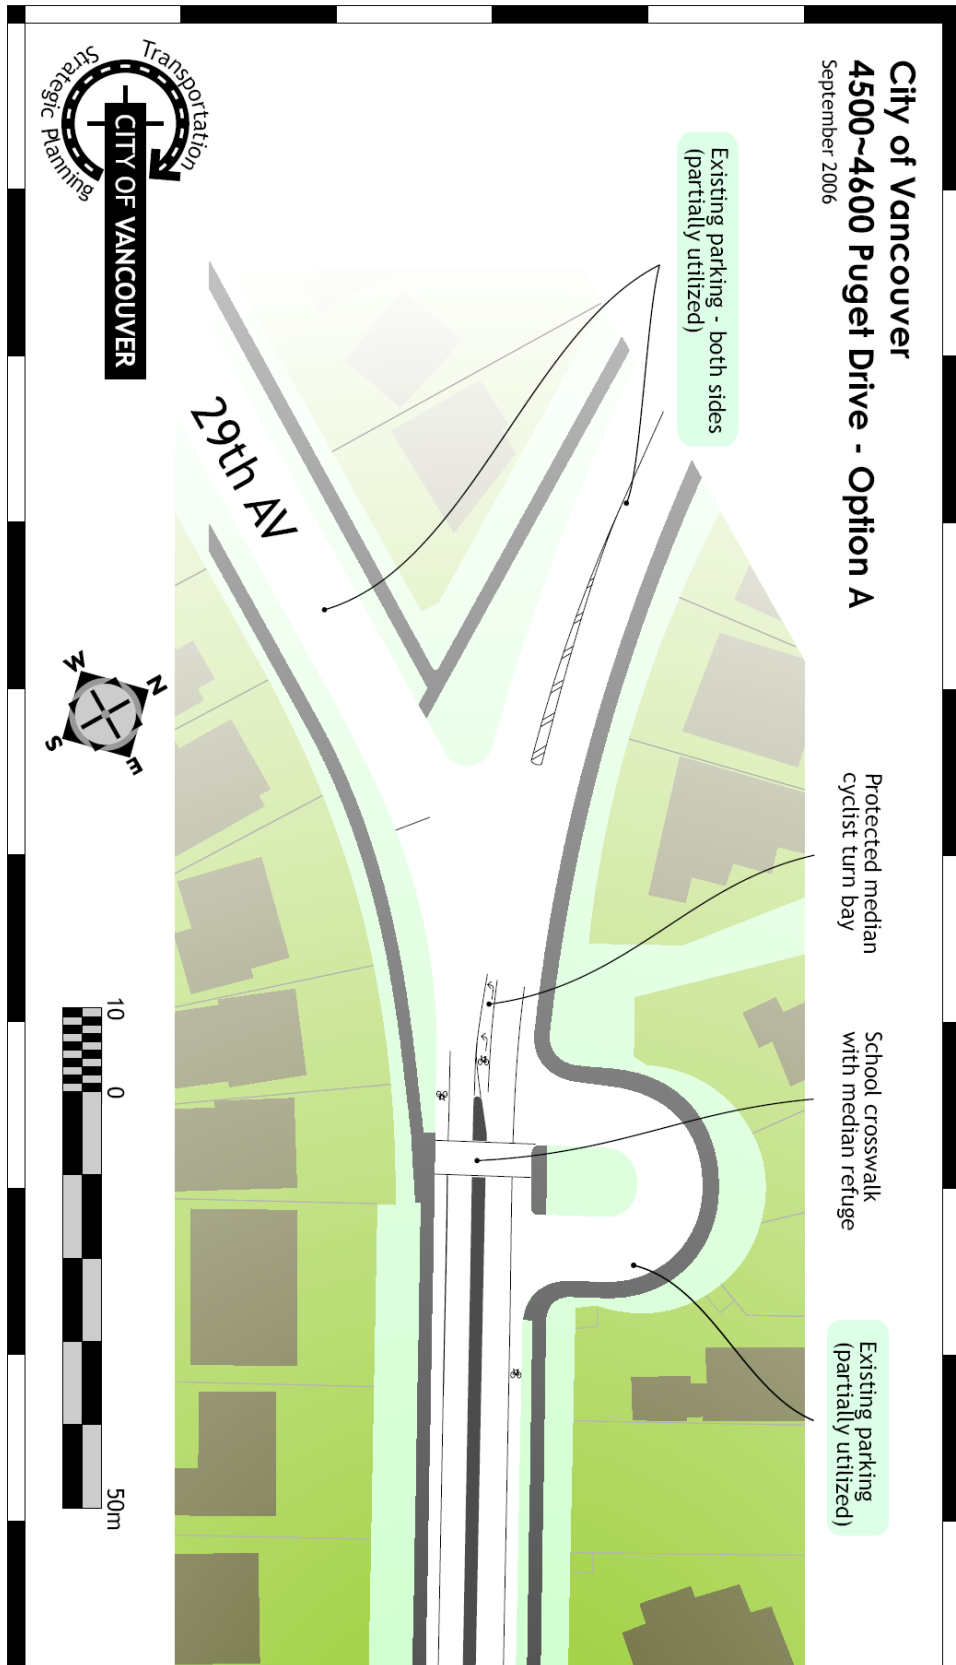 City of Vancouver
4500~4600 Puget Drive - Option A
September 2006
Existing parking - both sides
(partially utilized)
Protected median
cyclist turn bay
School crosswalk
with median refuge
Existing parking
(partially utilized)
29th AV
Transportation
Strategic Planning
CITY OF VANCOUVER
N
E
S
W
10
0
50m